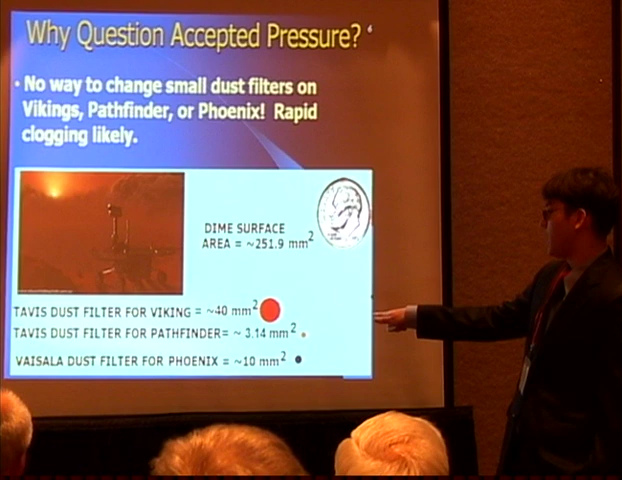 Why Question Accepted Pressure?
• No way to change small dust filters on
Vikings, Pathfinder, or Phoenix! Rapid
clogging likely.
DIME SURFACE
AREA = ~251.9 mm²
TAVIS DUST FILTER FOR VIKING = ~40 mm²
TAVIS DUST FILTER FOR PATHFINDER= ~ 3.14 mm²
VAISALA DUST FILTER FOR PHOENIX = ~10 mm²